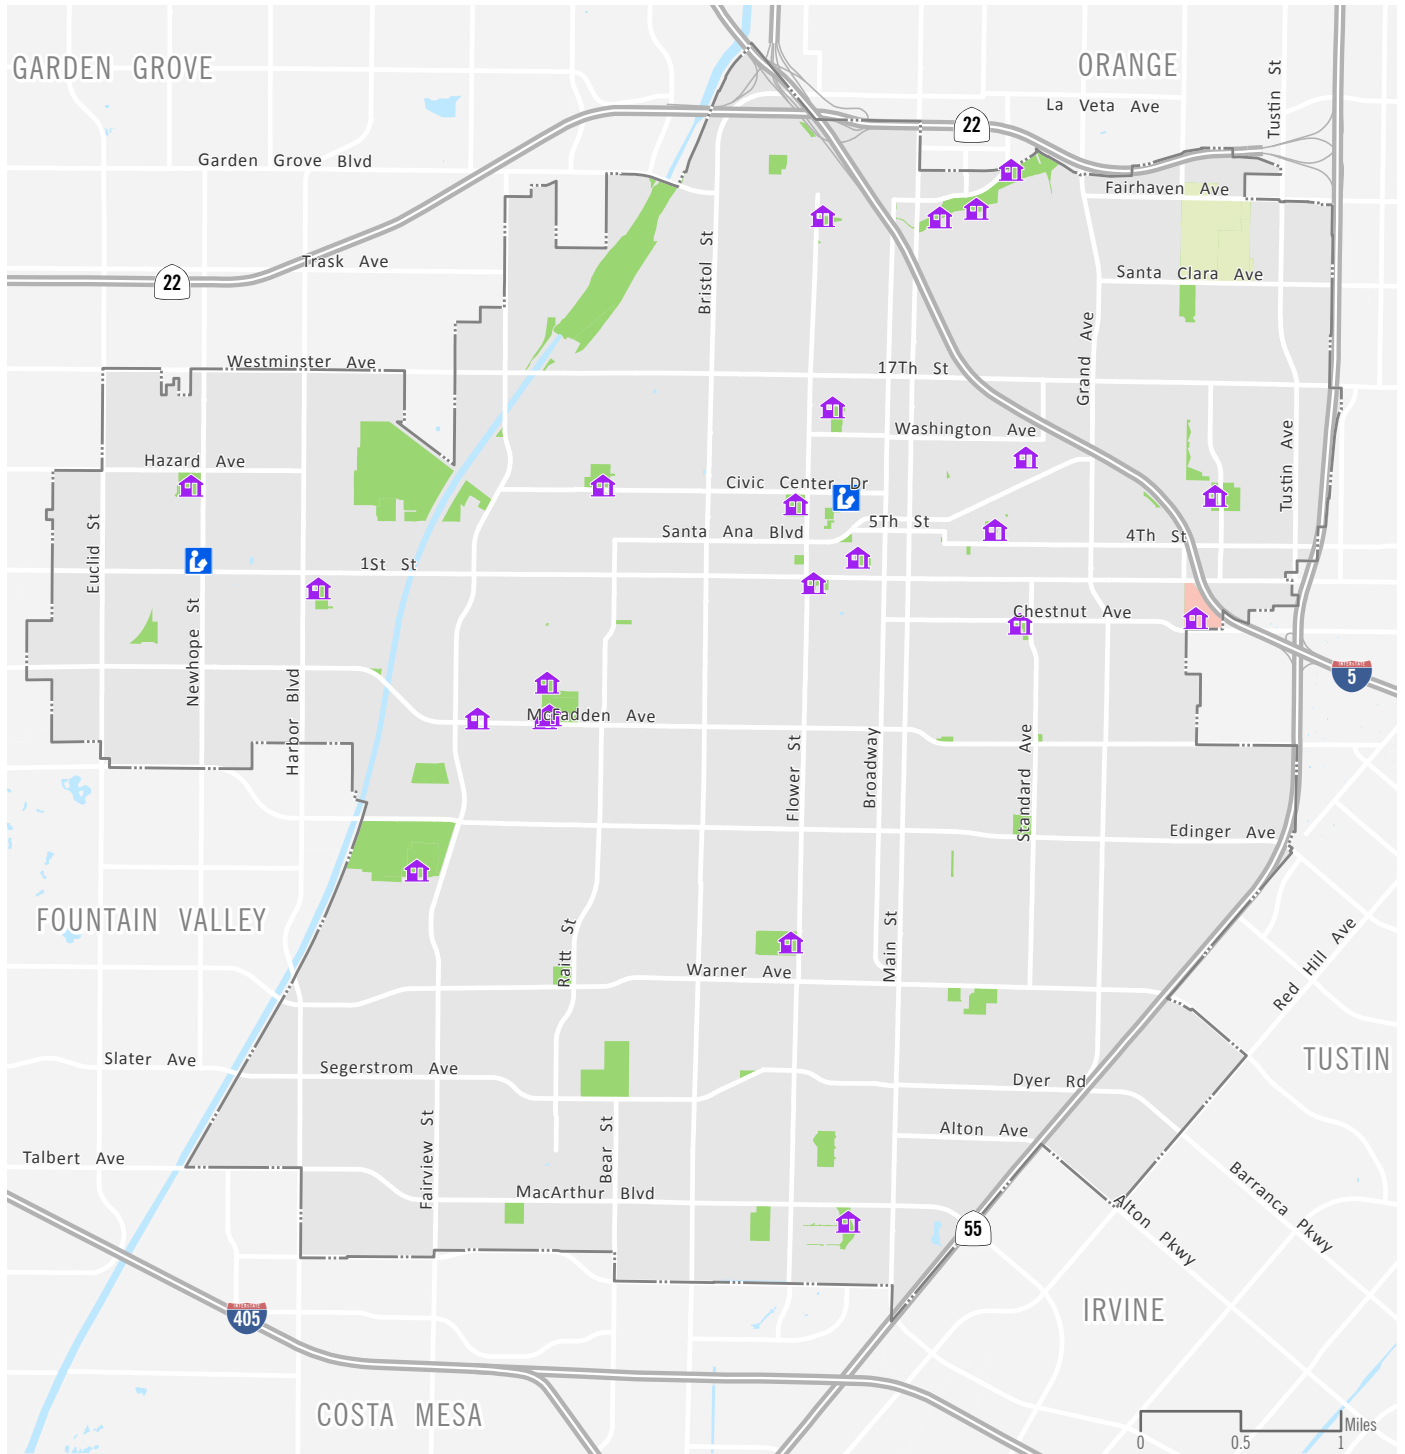 GARDEN GROVE
ORANGE
Tustin St
La Veta Ave
22
Garden Grove Blvd
Fairhaven Ave
Bristol St
Trask Ave
22
Santa Clara Ave
Grand Ave
Westminster Ave
17Th St
Washington Ave
Tustin Ave
Hazard Ave
Civic Center Dr
5Th St
Santa Ana Blvd
4Th St
Euclid St
1St St
Chestnut Ave
Newhope St
Harbor Blvd
INTERSTATE
5
McFadden Ave
Flower St
Broadway
Standard Ave
Edinger Ave
FOUNTAIN VALLEY
Raitt St
Main St
Warner Ave
Red Hill Ave
Slater Ave
Segerstrom Ave
Dyer Rd
TUSTIN
Fairview St
Bear St
Alton Ave
Talbert Ave
MacArthur Blvd
Barranca Pkwy
Alton Pkwy
55
INTERSTATE
405
IRVINE
COSTA MESA
Miles
0 0.5 1